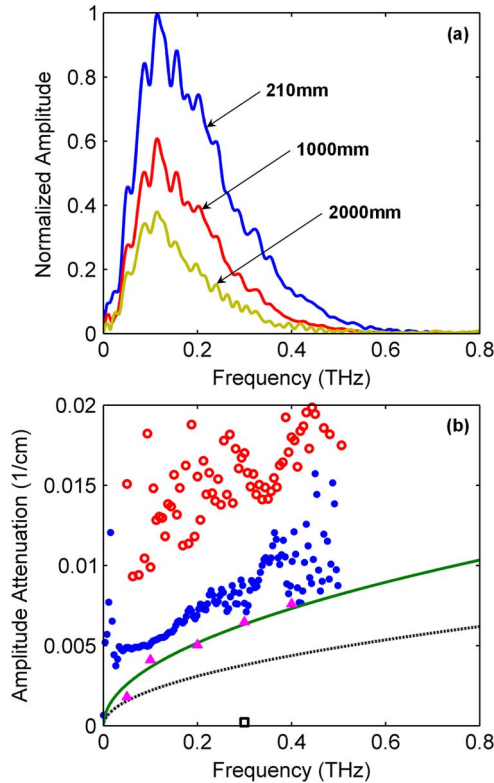 1
(a)
0.8
210mm
Normalized Amplitude
0.6
1000mm
0.4
2000mm
0.2
0
0 0.2 0.4 0.6 0.8
Frequency (THz)
0.02
(b)
Amplitude Attenuation (1/cm)
0.015
0.01
0.005
0
0 0.2 0.4 0.6 0.8
Frequency (THz)